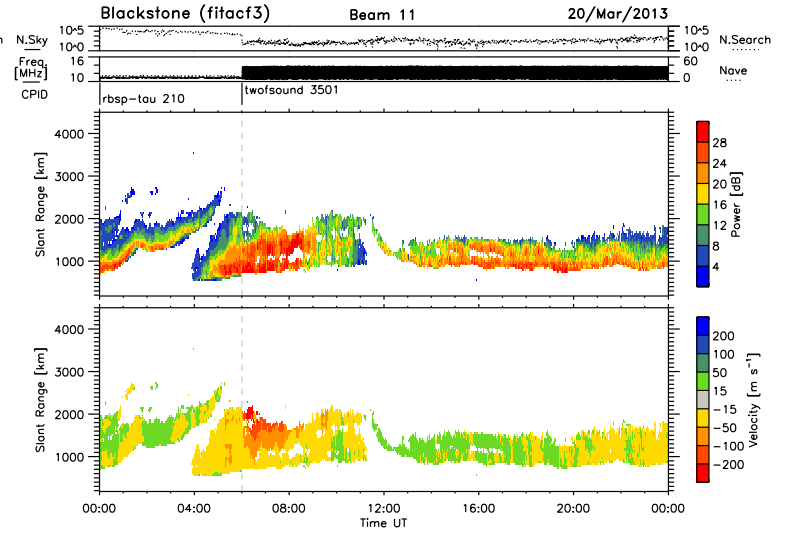 Blackstone (fitacf3) Beam 11 20/Mar/2013
N.Sky 10^5 10^5 N.Search
10^0 10^0
Freq. [MHz] 16 60 Nave
10 0
CPID rbsp-tau 210 twofsound 3501
Slant Range [km]
4000
3000
2000
1000
Power [dB]
28
24
20
16
12
8
4
Slant Range [km]
4000
3000
2000
1000
Velocity [m s⁻¹]
200
100
50
15
-15
-50
-100
-200
00:00 04:00 08:00 12:00 16:00 20:00 00:00
Time UT